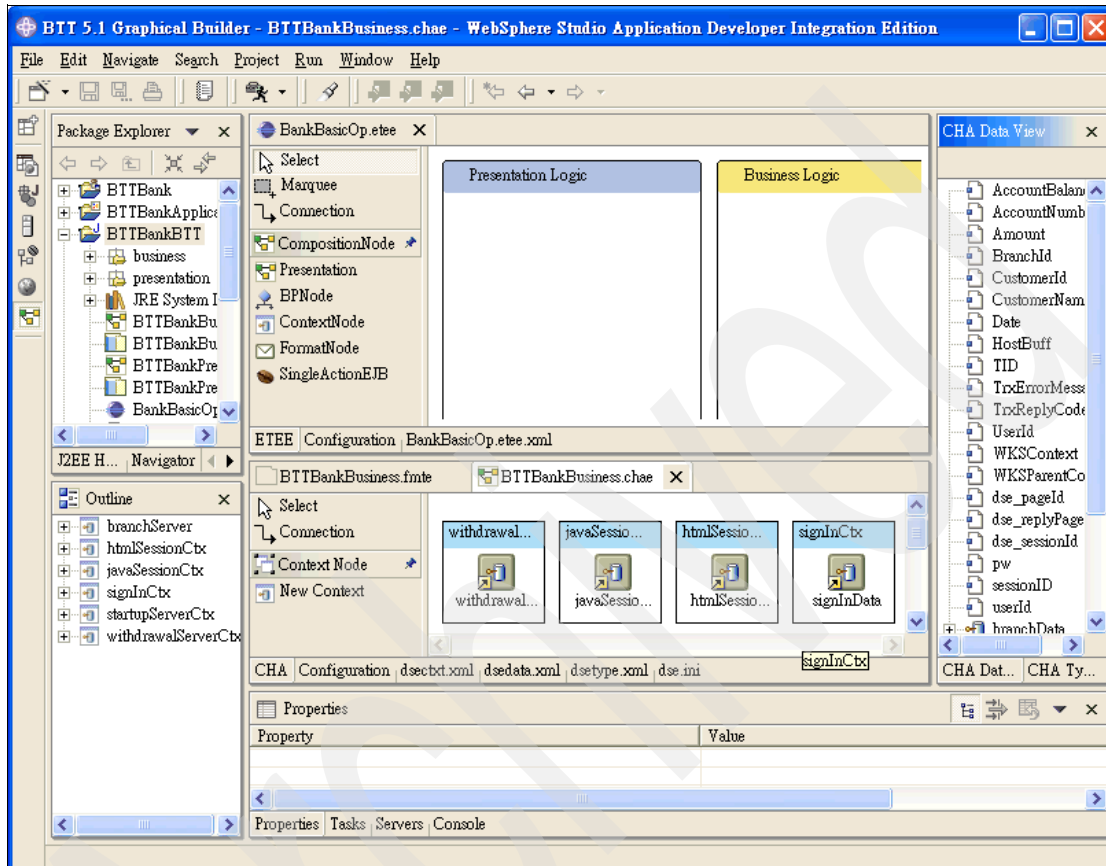 BTT 5.1 Graphical Builder - BTTBankBusiness.chae - WebSphere Studio Application Developer Integration Edition
File Edit Navigate Search Project Run Window Help
Package Explorer
BTTBank
BTTBankApplica
BTTBankBTT
business
presentation
JRE System I
BTTBankBu
BTTBankBu
BTTBankPre
BTTBankPre
BankBasicOp
J2EE H... Navigator
Outline
branchServer
htmlSessionCtx
javaSessionCtx
signInCtx
startupServerCtx
withdrawalServerCtx
BankBasicOp.etee
Select
Marquee
Connection
CompositionNode
Presentation
BPNode
ContextNode
FormatNode
SingleActionEJB
Presentation Logic
Business Logic
ETEE Configuration BankBasicOp.etee.xml
BTTBankBusiness.fmte BTTBankBusiness.chae
Select
Connection
Context Node
New Context
withdrawal... javaSessio... htmlSessio... signInCtx
withdrawal... javaSessio... htmlSessio... signInData
signInCtx
CHA Configuration dsectxt.xml dsedata.xml dsetype.xml dse.ini
CHA Data View
AccountBalan
AccountNumb
Amount
BranchId
CustomerId
CustomerNam
Date
HostBuff
TID
TrxErrorMess
TrxReplyCode
UserId
WKSContext
WKSParentCo
dse_pageId
dse_replyPage
dse_sessionId
pw
sessionID
userId
branchData
CHA Dat... CHA Ty...
Properties
Property Value
Properties Tasks Servers Console